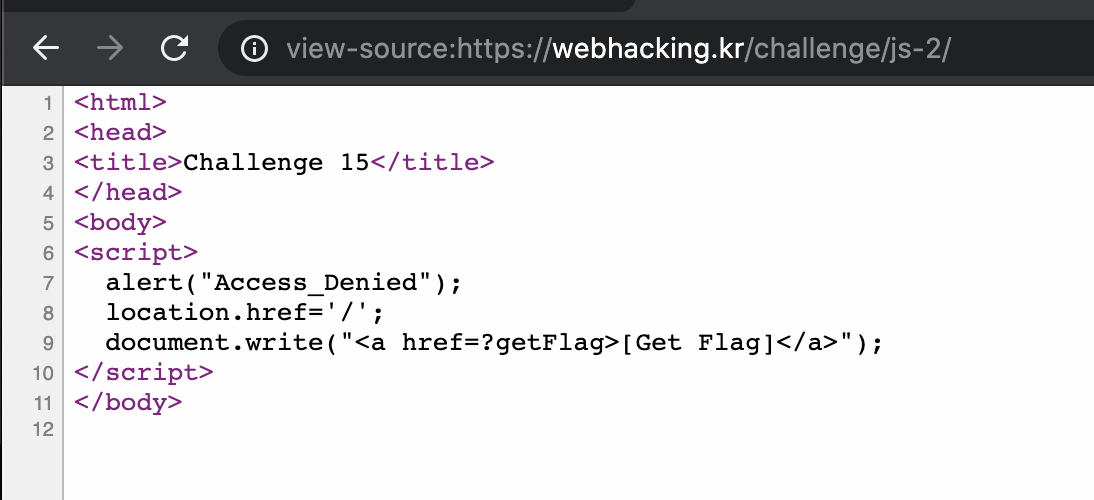 view-source:https://webhacking.kr/challenge/js-2/
1 <html>
2 <head>
3 <title>Challenge 15</title>
4 </head>
5 <body>
6 <script>
7 alert("Access_Denied");
8 location.href='/';
9 document.write("<a href=?getFlag>[Get Flag]</a>");
10 </script>
11 </body>
12